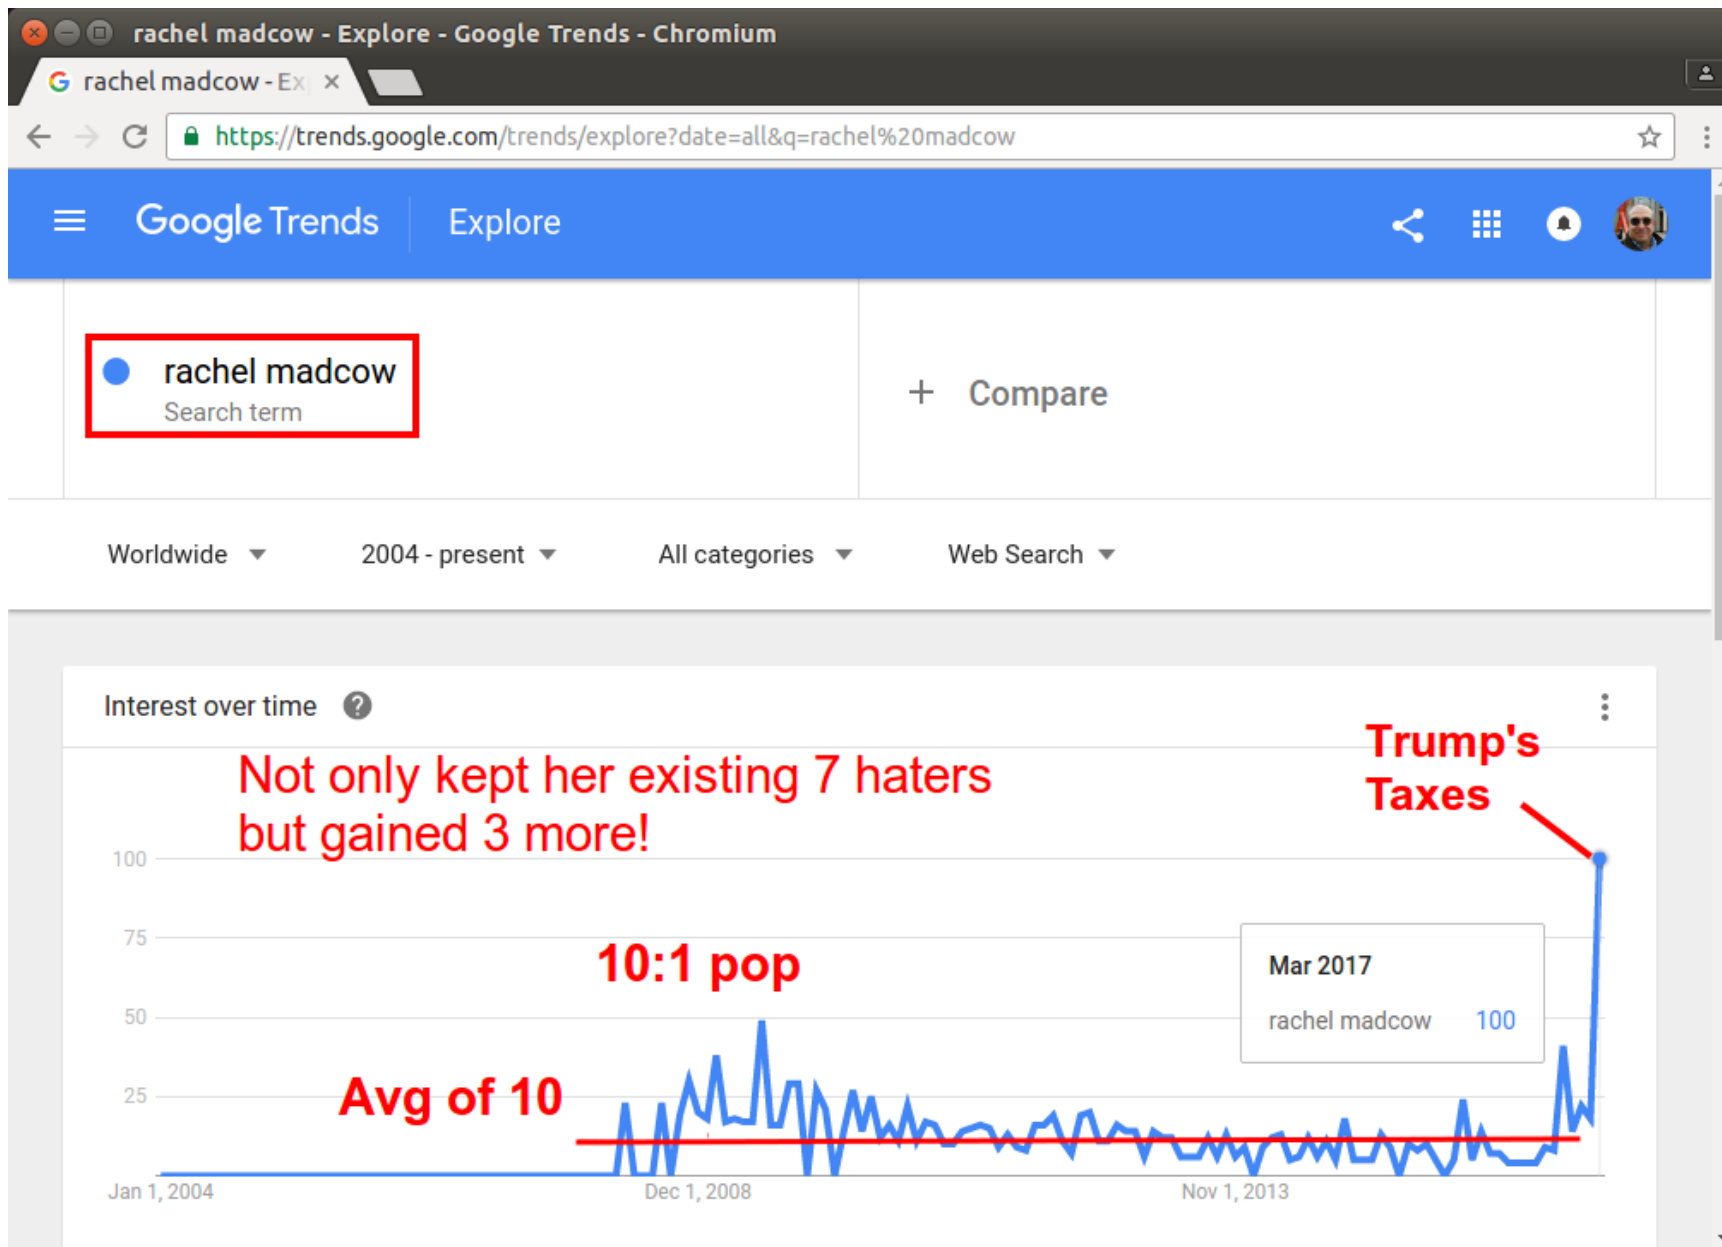 rachel madcow - Explore - Google Trends - Chromium
rachel madcow - Ex
https://trends.google.com/trends/explore?date=all&q=rachel%20madcow
Google Trends
Explore
rachel madcow
Search term
+ Compare
Worldwide
2004 - present
All categories
Web Search
Interest over time
?
Trump's
Taxes
Not only kept her existing 7 haters
but gained 3 more!
100
75
50
25
10:1 pop
Avg of 10
Mar 2017
rachel madcow 100
Jan 1, 2004
Dec 1, 2008
Nov 1, 2013